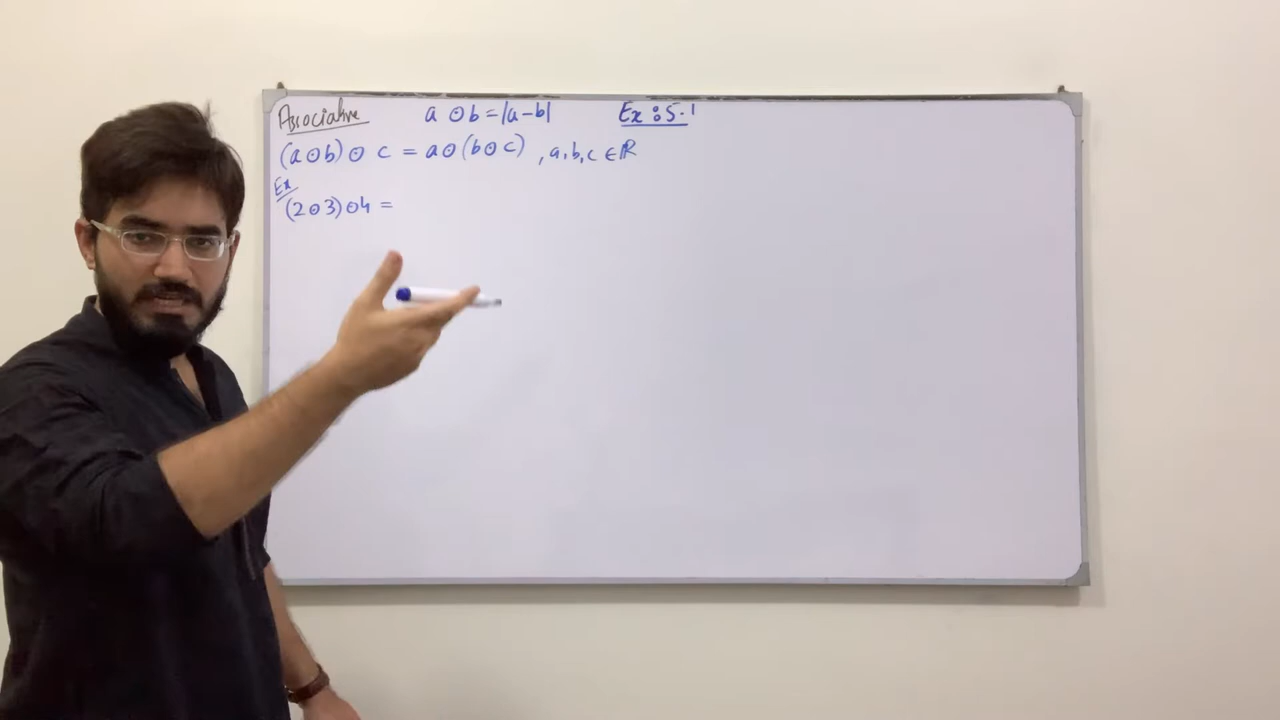 Associative a ⊙ b = |a-b| Ex: 5.1
(a⊙b)⊙ c = a⊙(b⊙c) , a,b,c ∈ ℝ
Ex
(2⊙3)⊙4 =